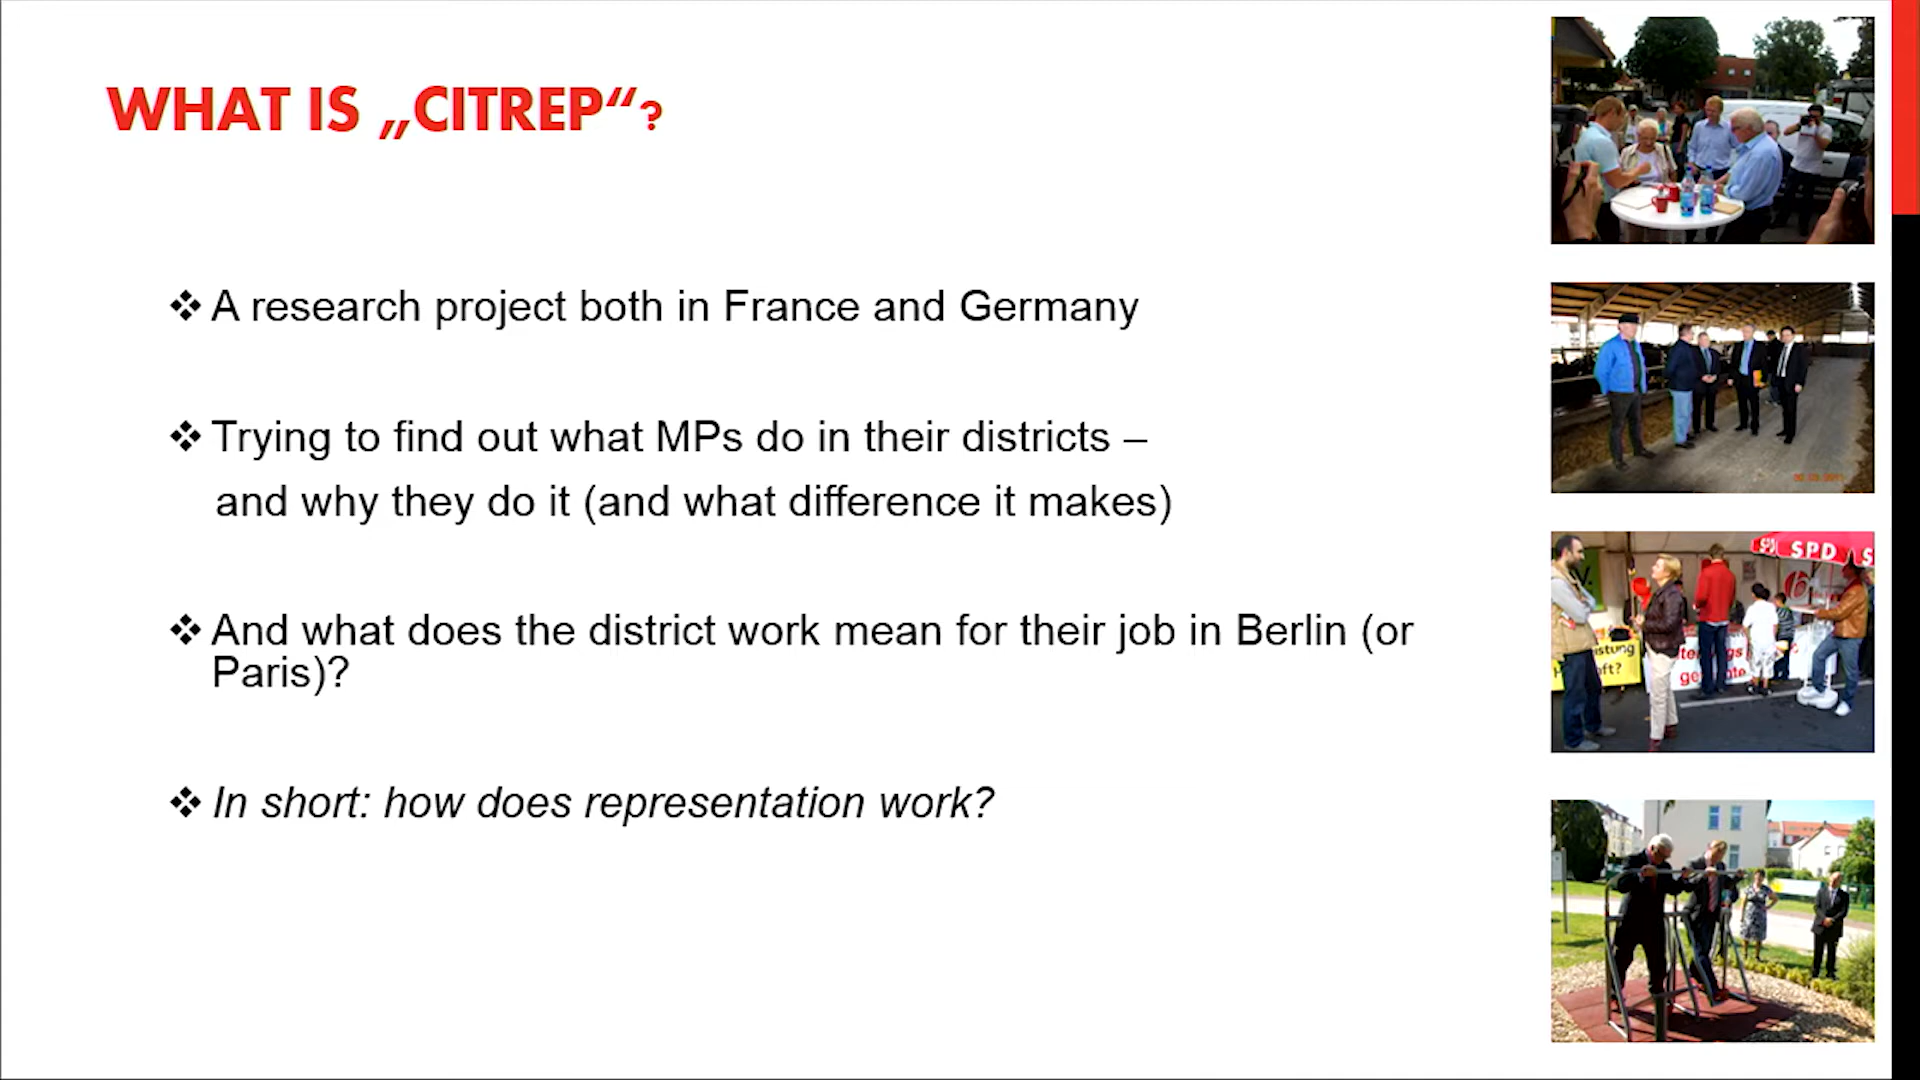 WHAT IS „CITREP“?
❖ A research project both in France and Germany
❖ Trying to find out what MPs do in their districts –
and why they do it (and what difference it makes)
❖ And what does the district work mean for their job in Berlin (or
Paris)?
❖ In short: how does representation work?
SPD